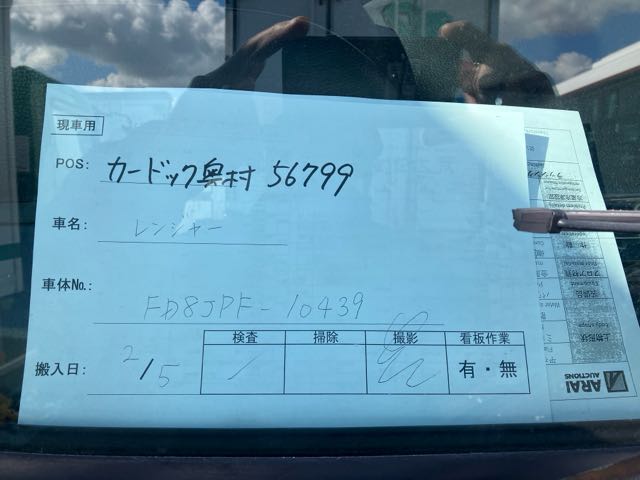 現車用
POS: カードック奥村 56799
車名: レンジャー
車体No.: FD8JPF-10439
検査 掃除 撮影 看板作業
搬入日: 2/5 有・無
ARAI
AUCTIONS